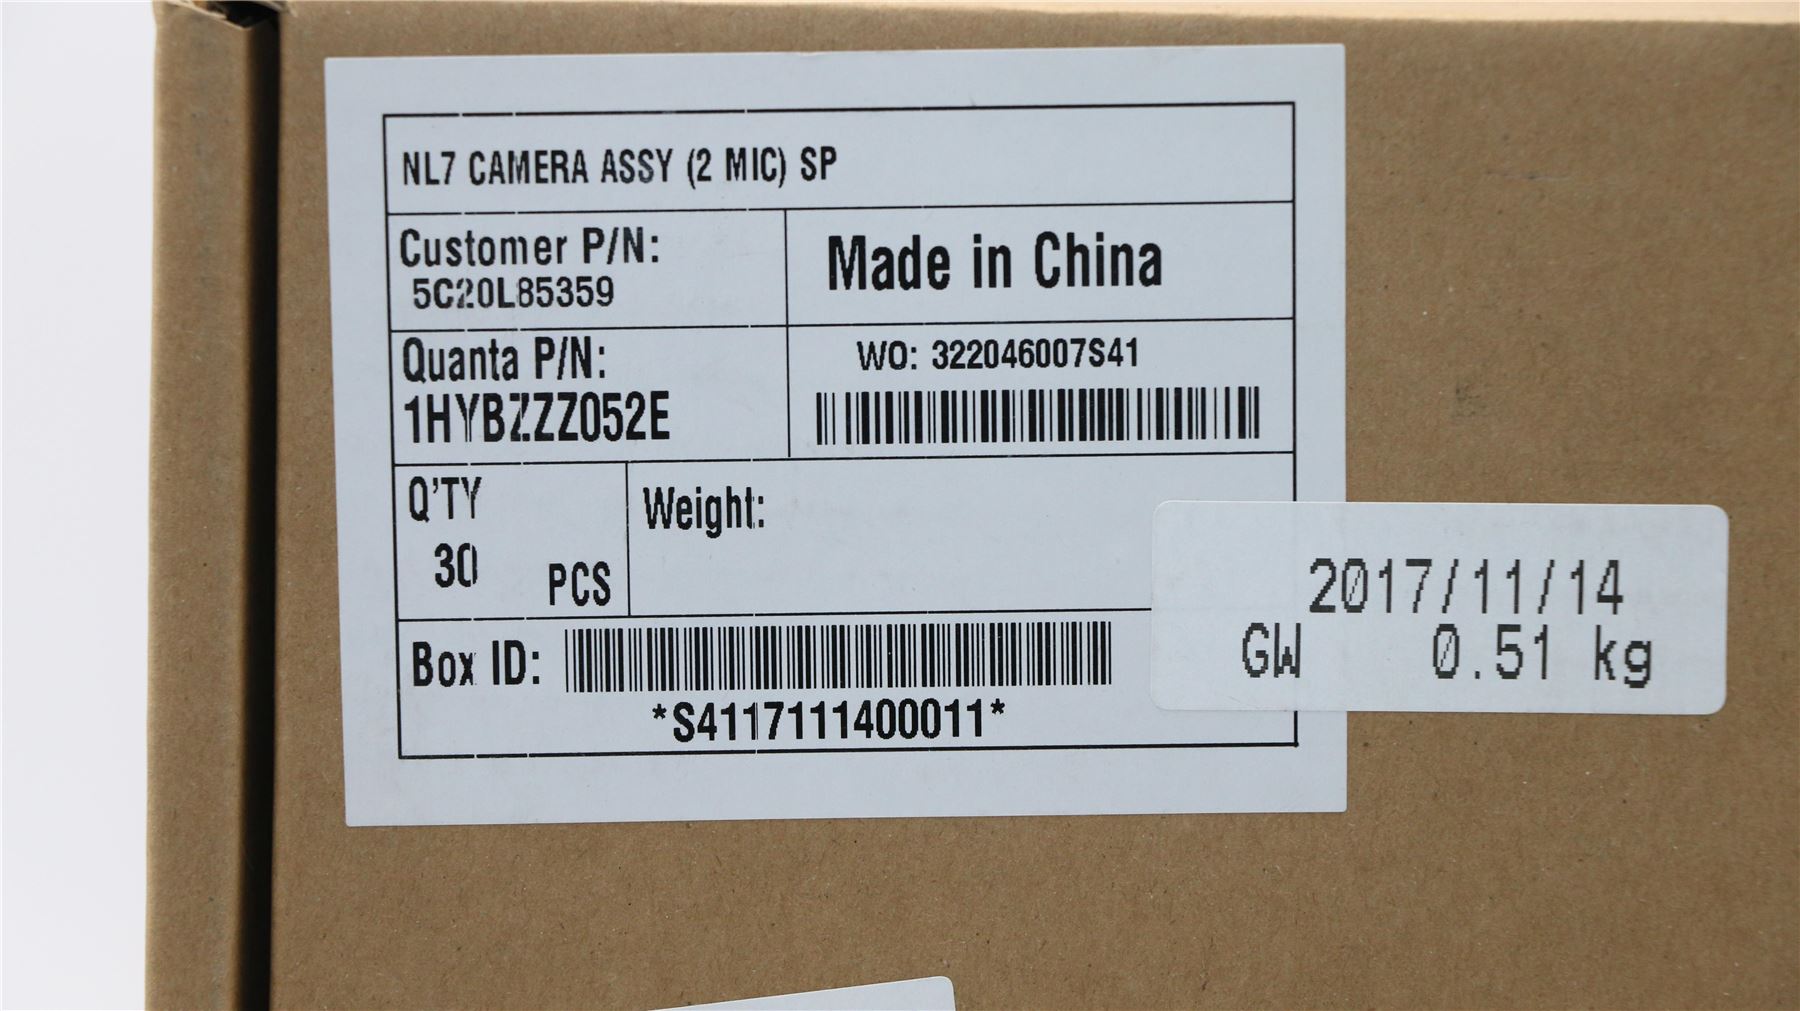 NL7 CAMERA ASSY (2 MIC) SP
Customer P/N:
5C20L85359
Made in China
Quanta P/N:
1HYBZZZ052E
WO: 322046007S41
Q'TY
30 PCS
Weight:
2017/11/14
GW 0.51 kg
Box ID:
*S4117111400011*